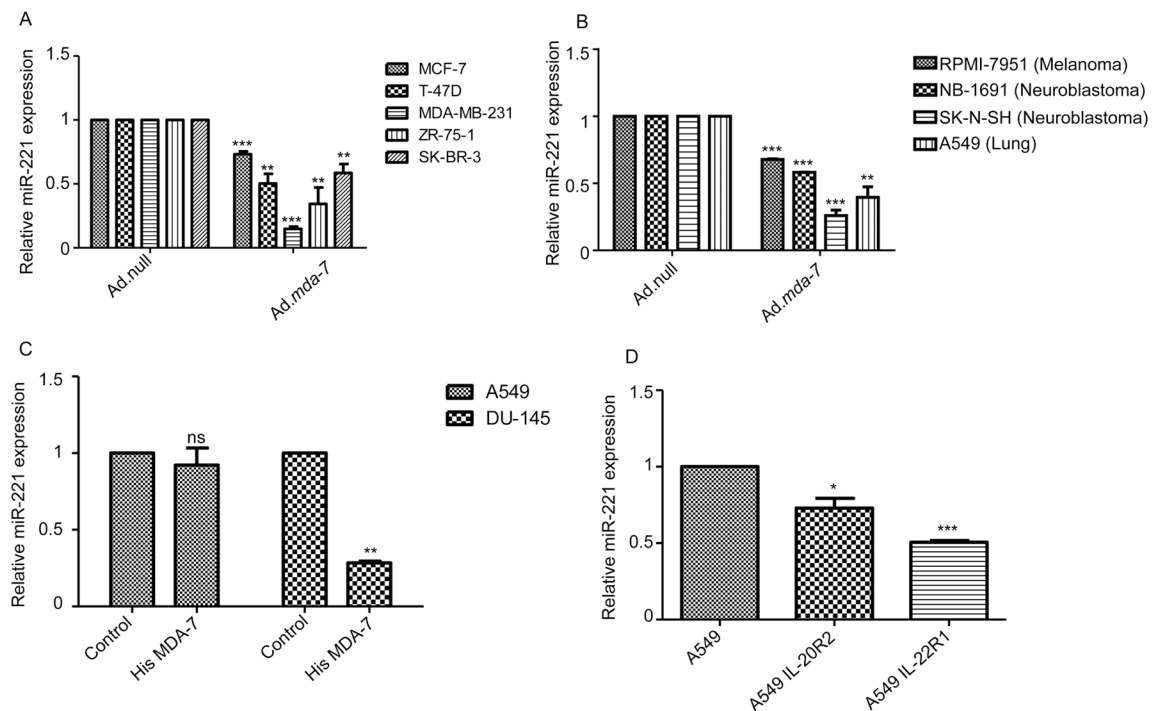 A
Relative miR-221 expression
1.5
1
0.5
0
***
**
***
**
**
Ad.null
Ad.mda-7
MCF-7
T-47D
MDA-MB-231
ZR-75-1
SK-BR-3
B
Relative miR-221 expression
1.5
1
0.5
0
***
***
***
**
Ad.null
Ad.mda-7
RPMI-7951 (Melanoma)
NB-1691 (Neuroblastoma)
SK-N-SH (Neuroblastoma)
A549 (Lung)
C
Relative miR-221 expression
1.5
1
0.5
0
ns
**
Control
His MDA-7
Control
His MDA-7
A549
DU-145
D
Relative miR-221 expression
1.5
1
0.5
0
*
***
A549
A549 IL-20R2
A549 IL-22R1